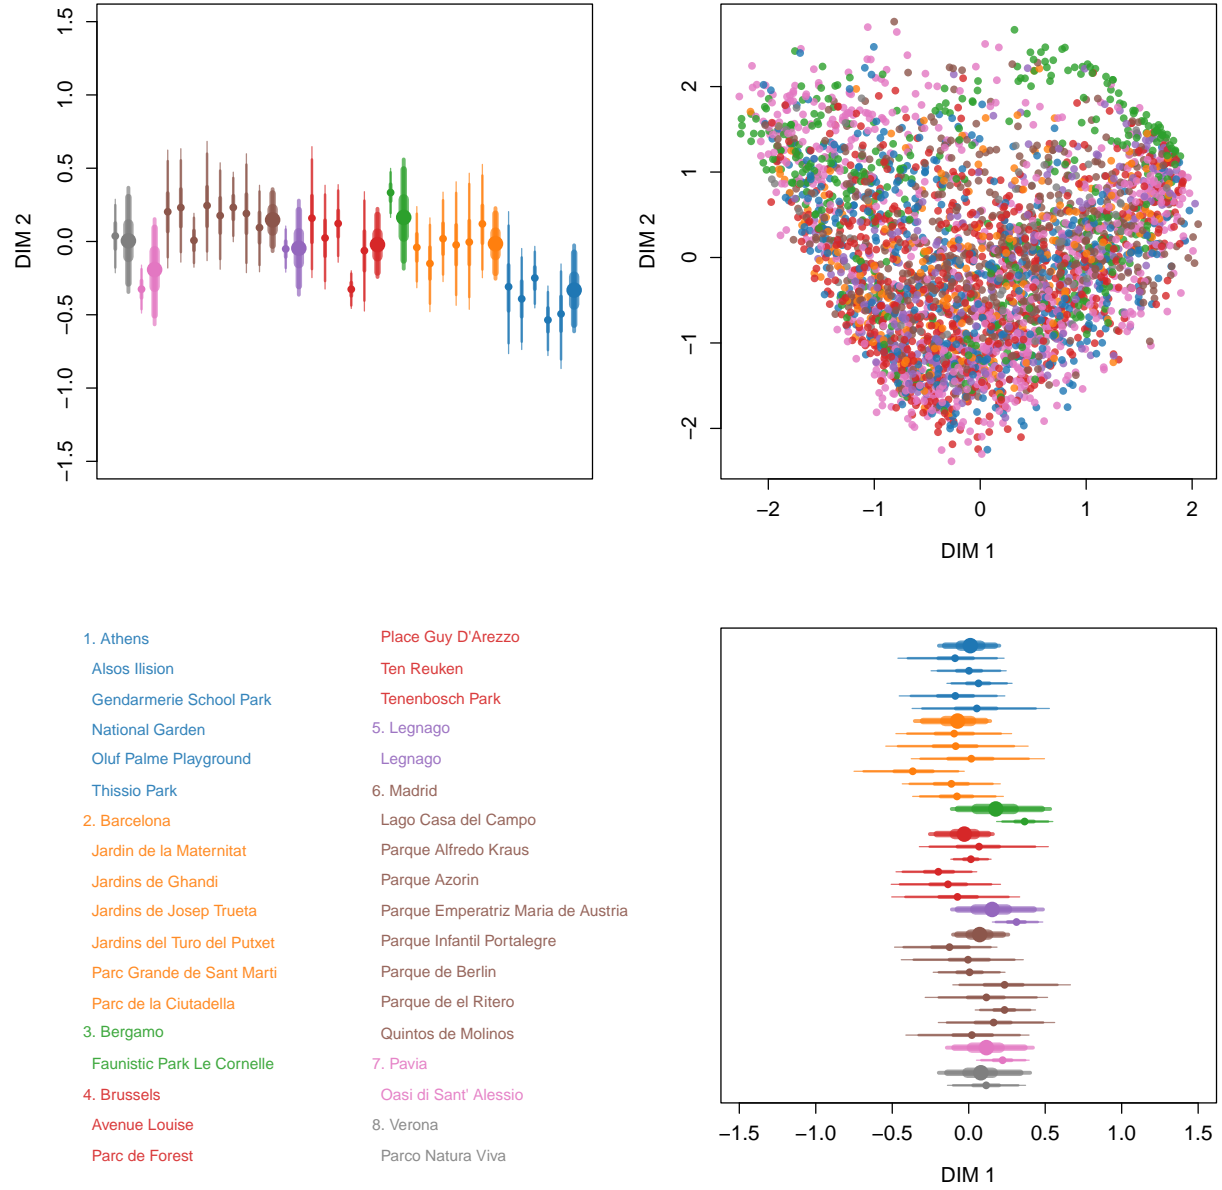 DIM 2
1.5
1.0
0.5
0.0
−0.5
−1.0
−1.5
DIM 2
2
1
0
−1
−2
−2 −1 0 1 2
DIM 1
1. Athens
Alsos Ilision
Gendarmerie School Park
National Garden
Oluf Palme Playground
Thissio Park
2. Barcelona
Jardin de la Maternitat
Jardins de Ghandi
Jardins de Josep Trueta
Jardins del Turo del Putxet
Parc Grande de Sant Marti
Parc de la Ciutadella
3. Bergamo
Faunistic Park Le Cornelle
4. Brussels
Avenue Louise
Parc de Forest
Place Guy D'Arezzo
Ten Reuken
Tenenbosch Park
5. Legnago
Legnago
6. Madrid
Lago Casa del Campo
Parque Alfredo Kraus
Parque Azorin
Parque Emperatriz Maria de Austria
Parque Infantil Portalegre
Parque de Berlin
Parque de el Ritero
Quintos de Molinos
7. Pavia
Oasi di Sant' Alessio
8. Verona
Parco Natura Viva
−1.5 −1.0 −0.5 0.0 0.5 1.0 1.5
DIM 1